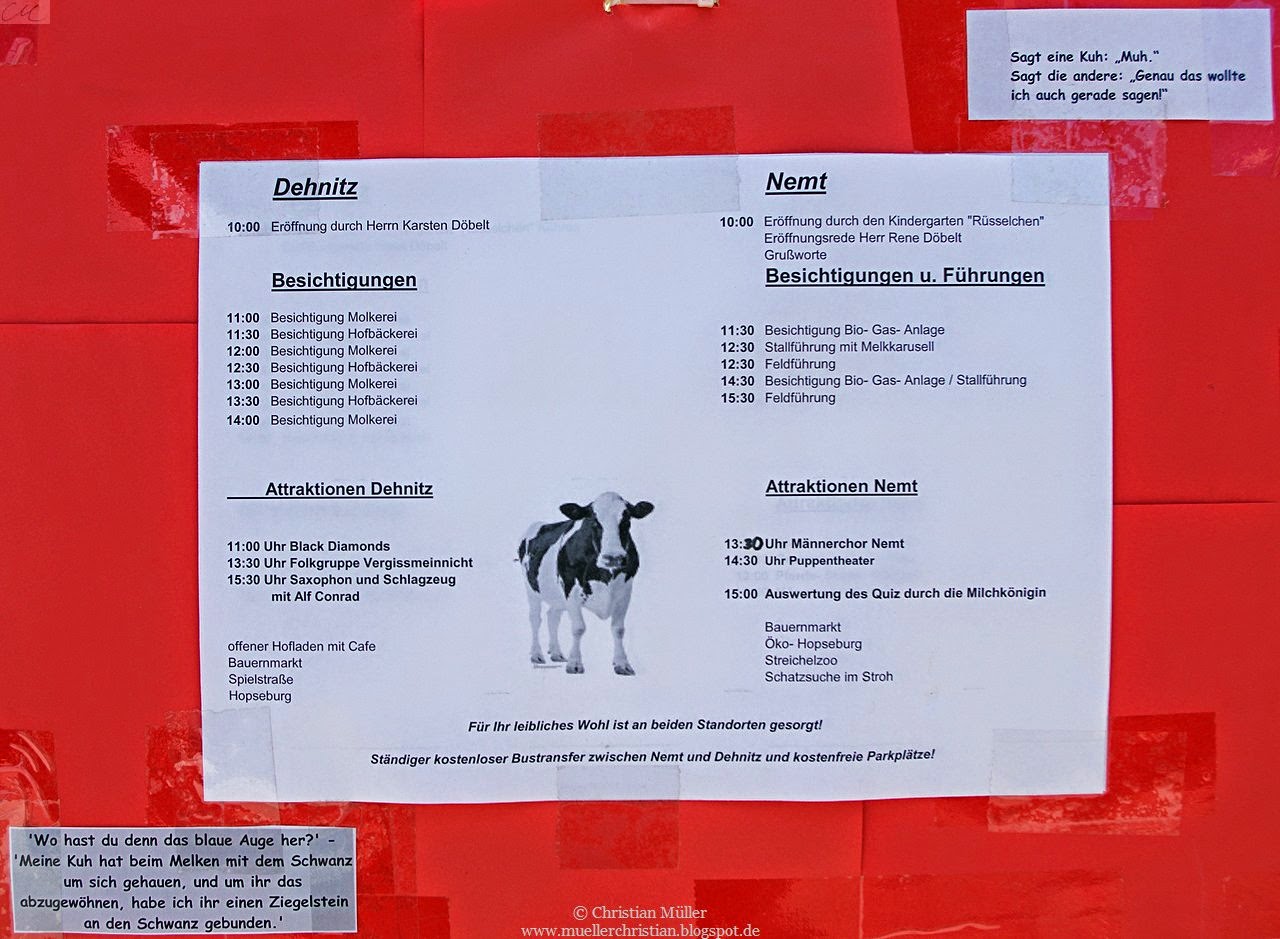 Sagt eine Kuh: „Muh.“
Sagt die andere: „Genau das wollte
ich auch gerade sagen!“
Dehnitz
10:00 Eröffnung durch Herrn Karsten Döbelt
Besichtigungen
11:00 Besichtigung Molkerei
11:30 Besichtigung Hofbäckerei
12:00 Besichtigung Molkerei
12:30 Besichtigung Hofbäckerei
13:00 Besichtigung Molkerei
13:30 Besichtigung Hofbäckerei
14:00 Besichtigung Molkerei
Attraktionen Dehnitz
11:00 Uhr Black Diamonds
13:30 Uhr Folkgruppe Vergissmeinnicht
15:30 Uhr Saxophon und Schlagzeug
mit Alf Conrad
offener Hofladen mit Cafe
Bauernmarkt
Spielstraße
Hopseburg
Nemt
10:00 Eröffnung durch den Kindergarten "Rüsselchen"
Eröffnungsrede Herr Rene Döbelt
Grußworte
Besichtigungen u. Führungen
11:30 Besichtigung Bio- Gas- Anlage
12:30 Stallführung mit Melkkarusell
12:30 Feldführung
14:30 Besichtigung Bio- Gas- Anlage / Stallführung
15:30 Feldführung
Attraktionen Nemt
13:30 Uhr Männerchor Nemt
14:30 Uhr Puppentheater
15:00 Auswertung des Quiz durch die Milchkönigin
Bauernmarkt
Öko- Hopseburg
Streichelzoo
Schatzsuche im Stroh
Für Ihr leibliches Wohl ist an beiden Standorten gesorgt!
Ständiger kostenloser Bustransfer zwischen Nemt und Dehnitz und kostenfreie Parkplätze!
'Wo hast du denn das blaue Auge her?' -
'Meine Kuh hat beim Melken mit dem Schwanz
um sich gehauen, und um ihr das
abzugewöhnen, habe ich ihr einen Ziegelstein
an den Schwanz gebunden.'
© Christian Müller
www.muellerchristian.blogspot.de